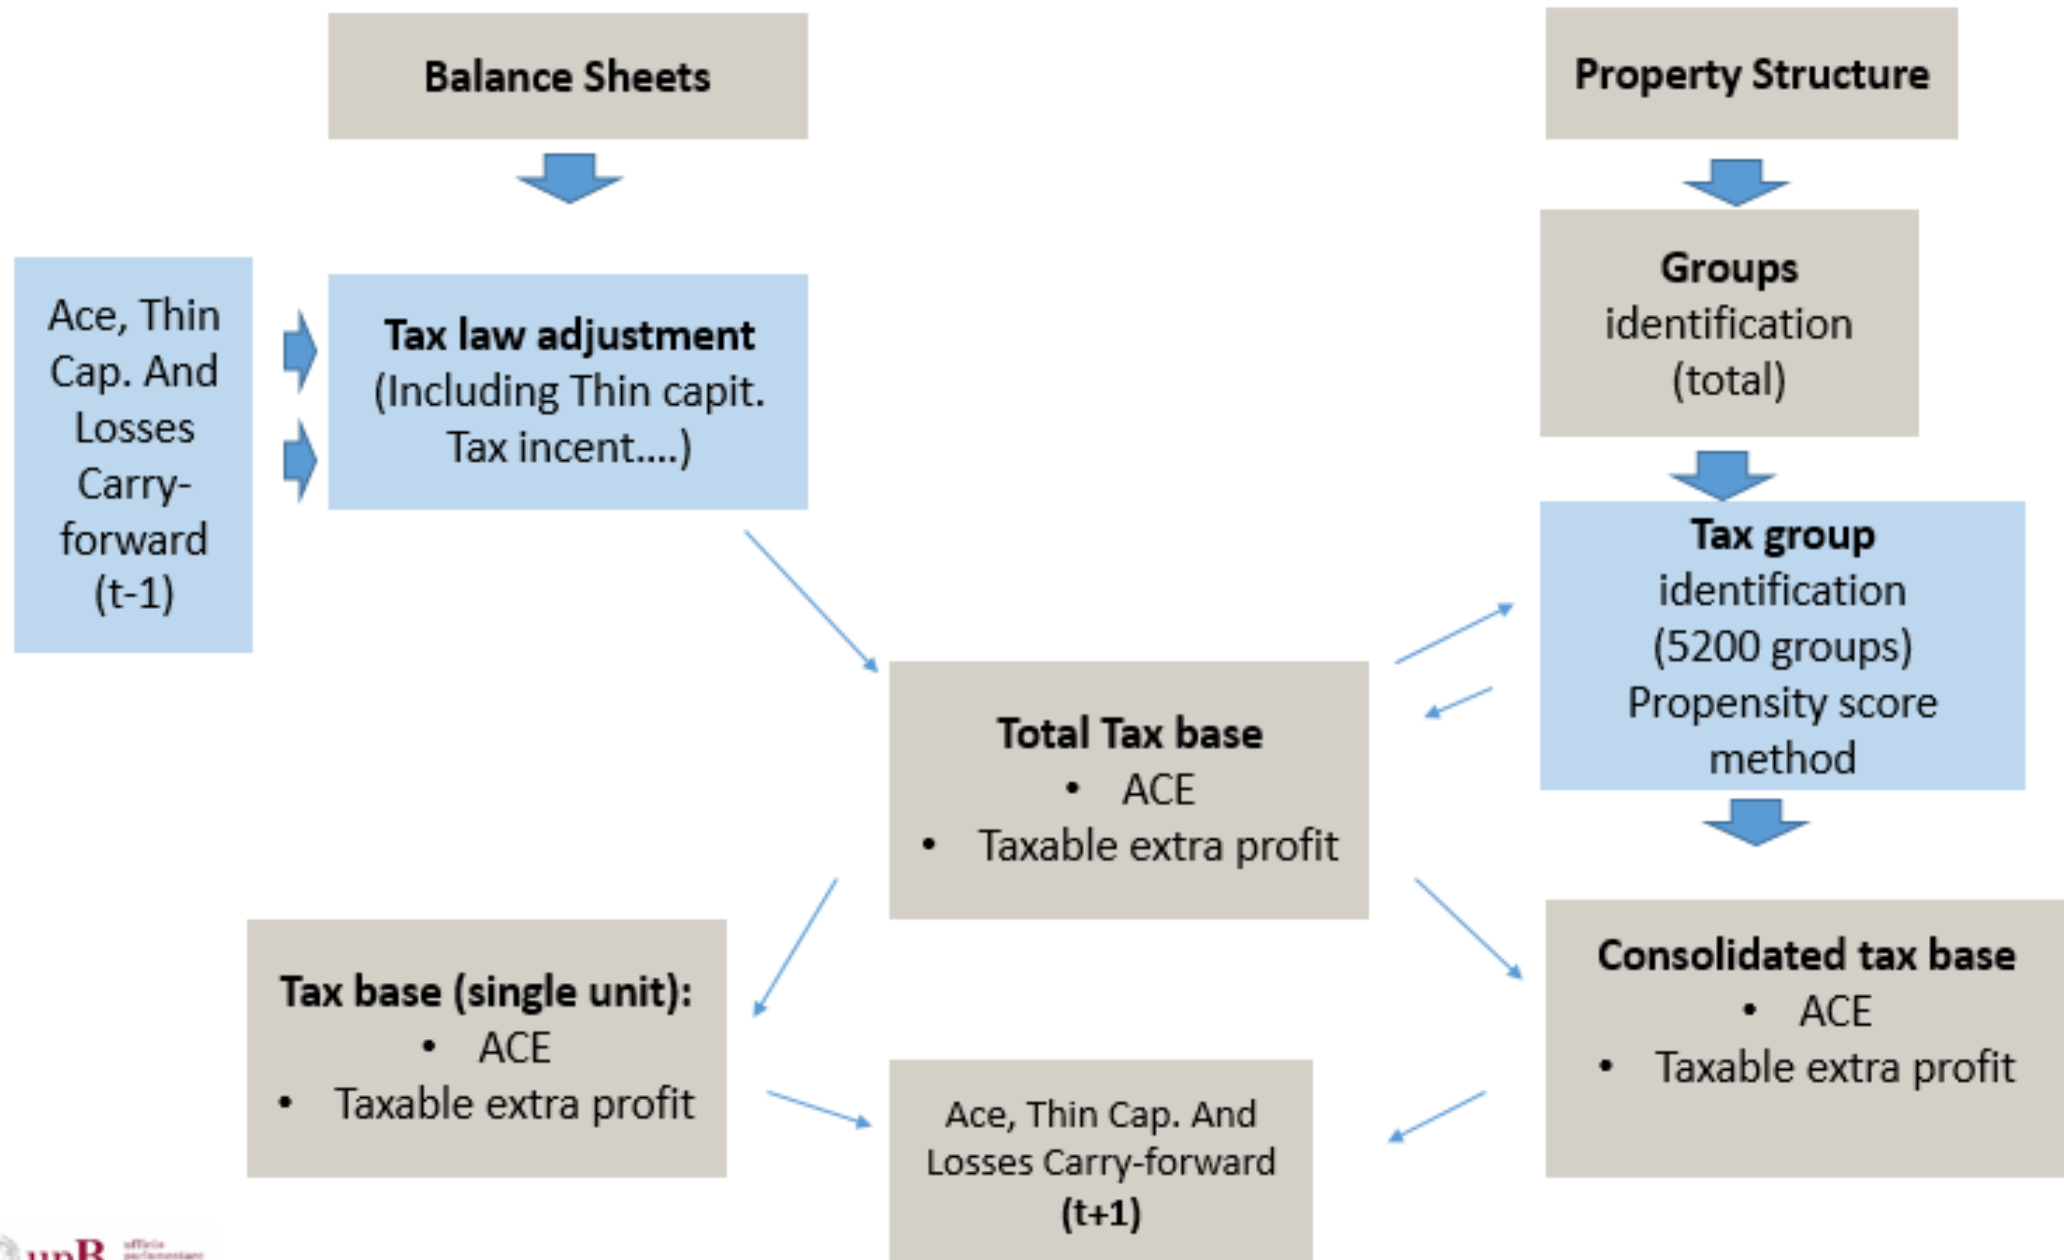 Balance Sheets
Property Structure
Ace, Thin
Cap. And
Losses
Carry-
forward
(t-1)
Tax law adjustment
(Including Thin capit.
Tax incent....)
Groups
identification
(total)
Tax group
identification
(5200 groups)
Propensity score
method
Total Tax base
• ACE
• Taxable extra profit
Tax base (single unit):
• ACE
• Taxable extra profit
Consolidated tax base
• ACE
• Taxable extra profit
Ace, Thin Cap. And
Losses Carry-forward
(t+1)
upB
ufficio
parlamentare